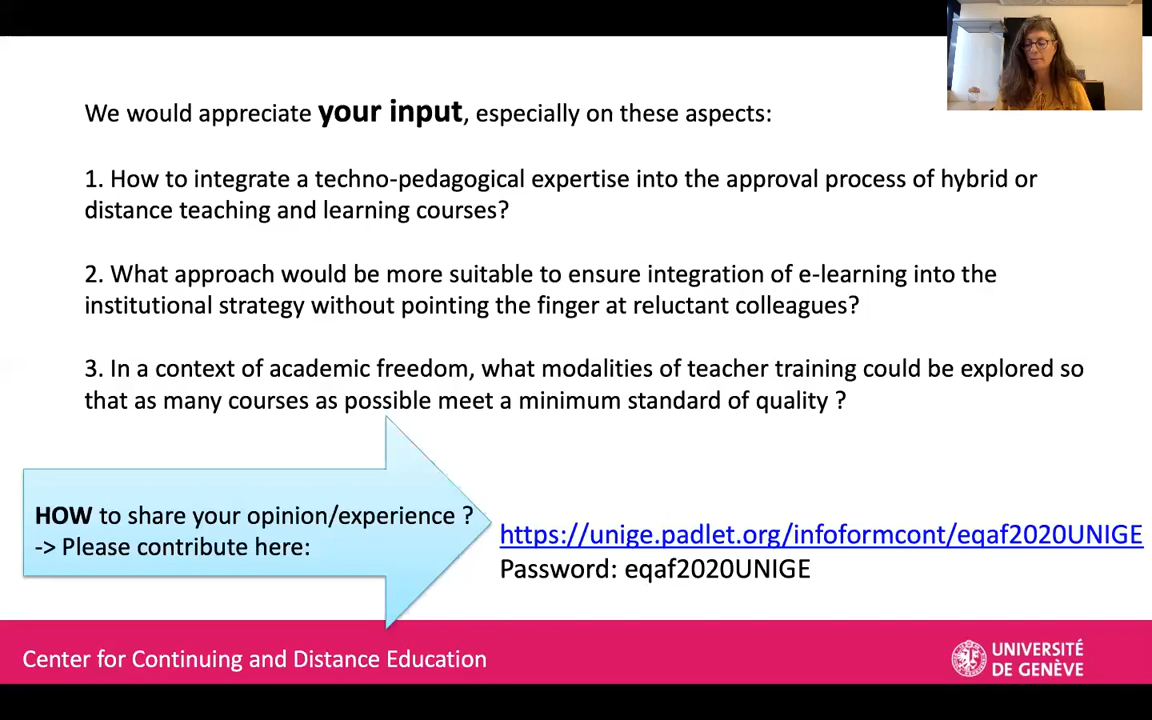 We would appreciate your input, especially on these aspects:
1. How to integrate a techno-pedagogical expertise into the approval process of hybrid or
distance teaching and learning courses?
2. What approach would be more suitable to ensure integration of e-learning into the
institutional strategy without pointing the finger at reluctant colleagues?
3. In a context of academic freedom, what modalities of teacher training could be explored so
that as many courses as possible meet a minimum standard of quality ?
HOW to share your opinion/experience ?
-> Please contribute here:
https://unige.padlet.org/infoformcont/eqaf2020UNIGE
Password: eqaf2020UNIGE
Center for Continuing and Distance Education
UNIVERSITÉ
DE GENÈVE